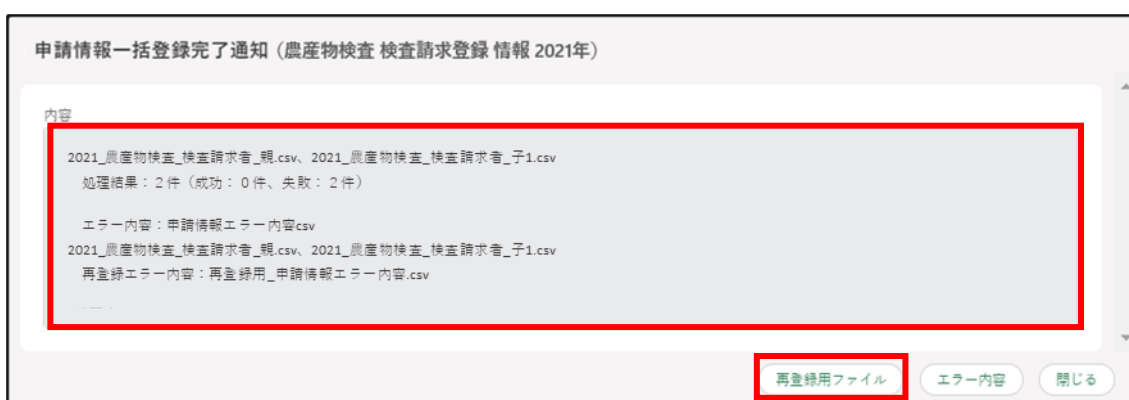 申請情報一括登録完了通知（農産物検査 検査請求登録 情報 2021年）
内容
2021_農産物検査_検査請求者_親.csv、2021_農産物検査_検査請求者_子1.csv
処理結果：２件（成功：０件、失敗：２件）
エラー内容：申請情報エラー内容csv
2021_農産物検査_検査請求者_親.csv、2021_農産物検査_検査請求者_子1.csv
再登録エラー内容：再登録用_申請情報エラー内容.csv
再登録用ファイル
エラー内容
閉じる